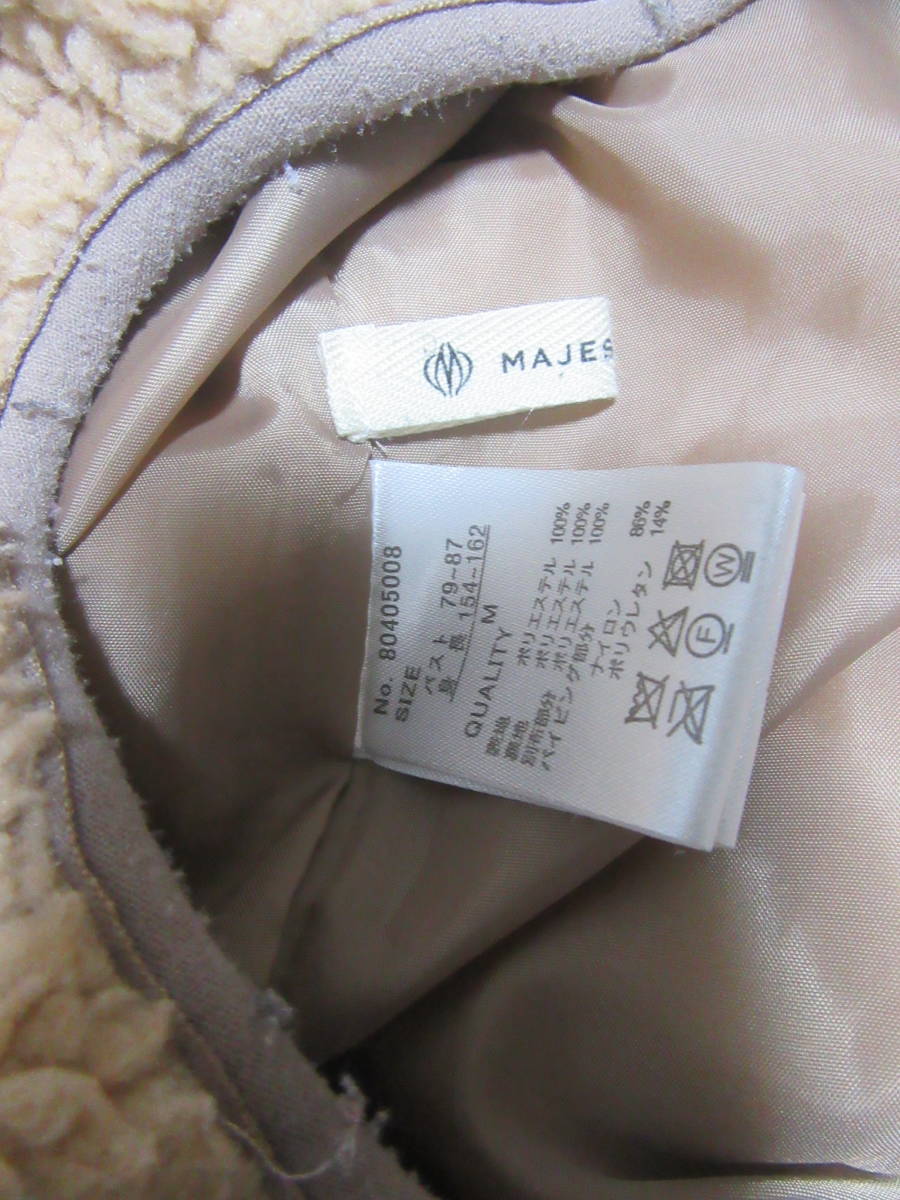 MAJES
No. 80405008
SIZE
バスト 79~87
身 長 154~162
QUALITY M
表地 ポリエステル 100%
裏地 ポリエステル 100%
別布部分 ポリエステル 100%
パイピング部分
ナイロン 86%
ポリウレタン 14%
W
F